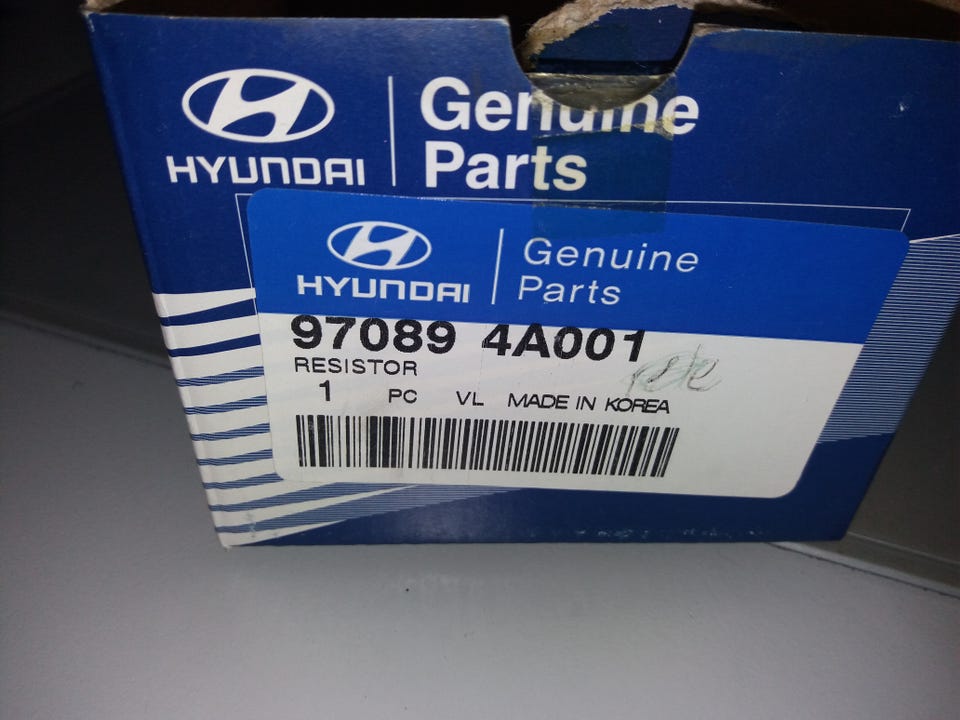 HYUNDAI
Genuine
Parts
HYUNDAI
Genuine
Parts
97089 4A001
RESISTOR
1 PC VL MADE IN KOREA